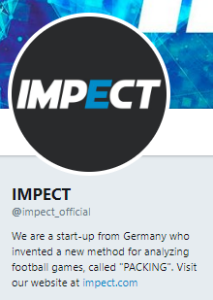 IMPECT
IMPECT
@impect_official
We are a start-up from Germany who
invented a new method for analyzing
football games, called "PACKING". Visit
our website at impect.com